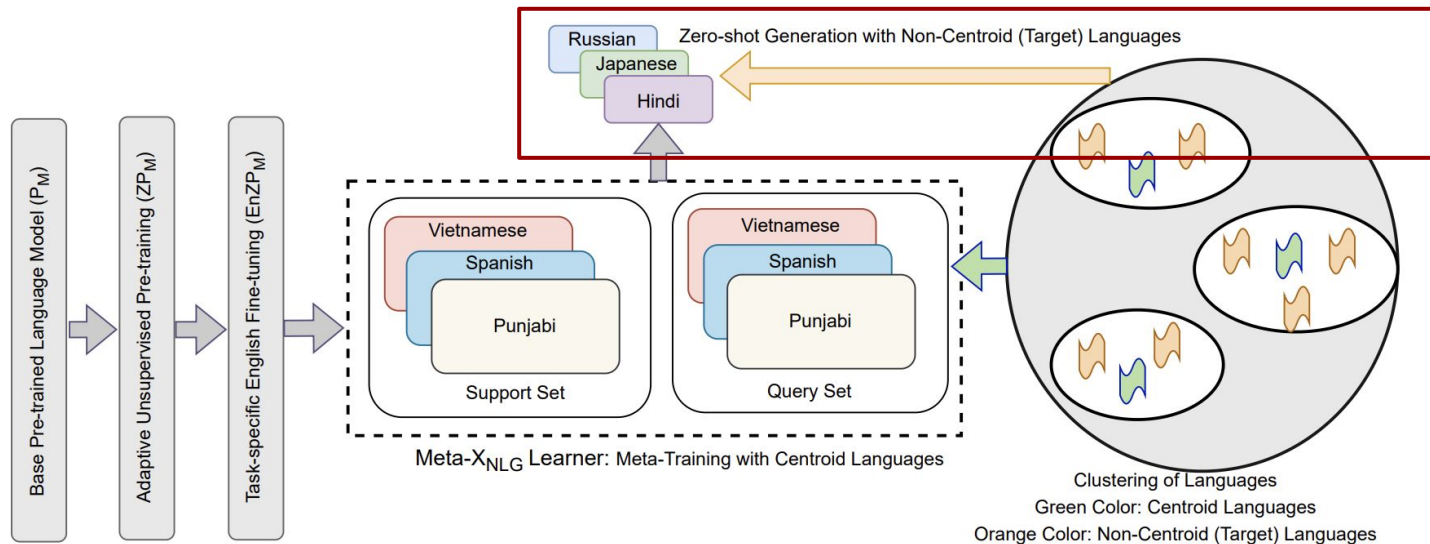 Base Pre-trained Language Model (PM)
Adaptive Unsupervised Pre-training (ZPM)
Task-specific English Fine-tuning (EnZPM)
Russian
Japanese
Hindi
Zero-shot Generation with Non-Centroid (Target) Languages
Vietnamese
Spanish
Punjabi
Support Set
Vietnamese
Spanish
Punjabi
Query Set
Meta-XNLG Learner: Meta-Training with Centroid Languages
Clustering of Languages
Green Color: Centroid Languages
Orange Color: Non-Centroid (Target) Languages